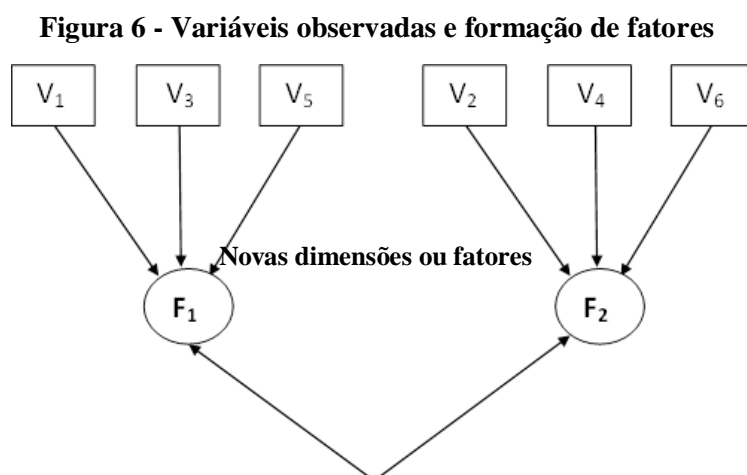 Figura 6 - Variáveis observadas e formação de fatores
V₁ V₃ V₅ V₂ V₄ V₆
Novas dimensões ou fatores
F₁ F₂